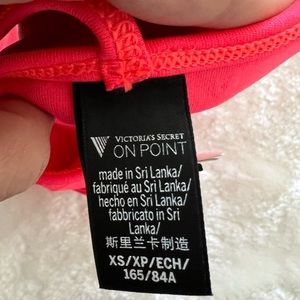 VICTORIA'S SECRET
ON POINT
made in Sri Lanka/
fabriqué au Sri Lanka/
hecho en Sri Lanka/
fabbricato in Sri
Lanka/
斯里兰卡制造
XS/XP/ECH/
165/84A